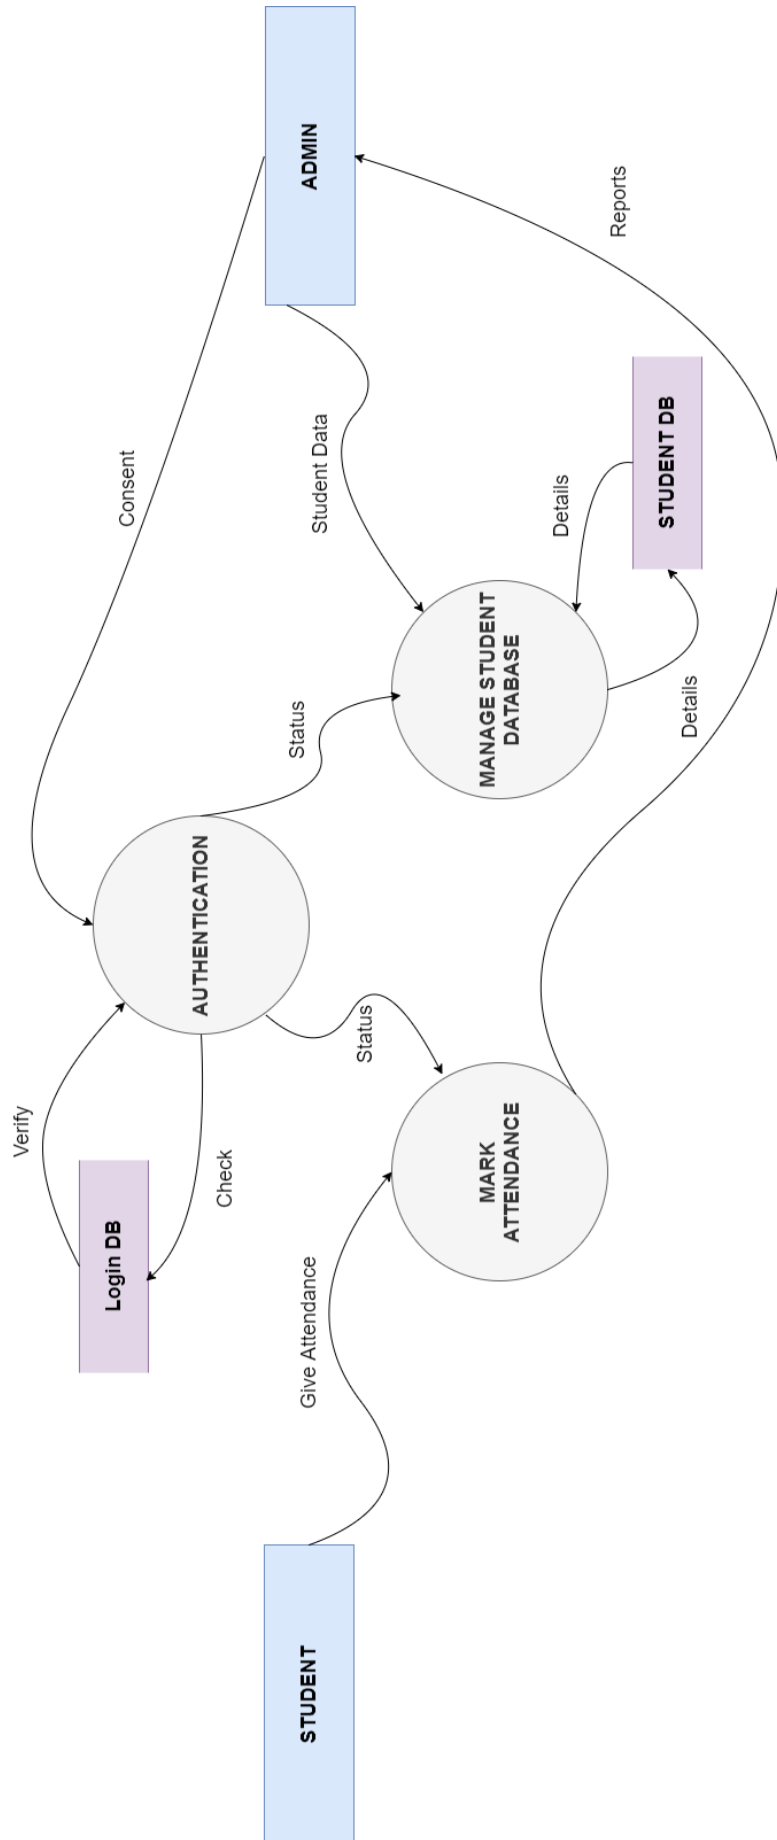 Login DB
Verify
Check
AUTHENTICATION
Consent
STUDENT
Give Attendance
Status
Status
Student Data
ADMIN
MARK
ATTENDANCE
MANAGE STUDENT
DATABASE
Details
Details
STUDENT DB
Reports